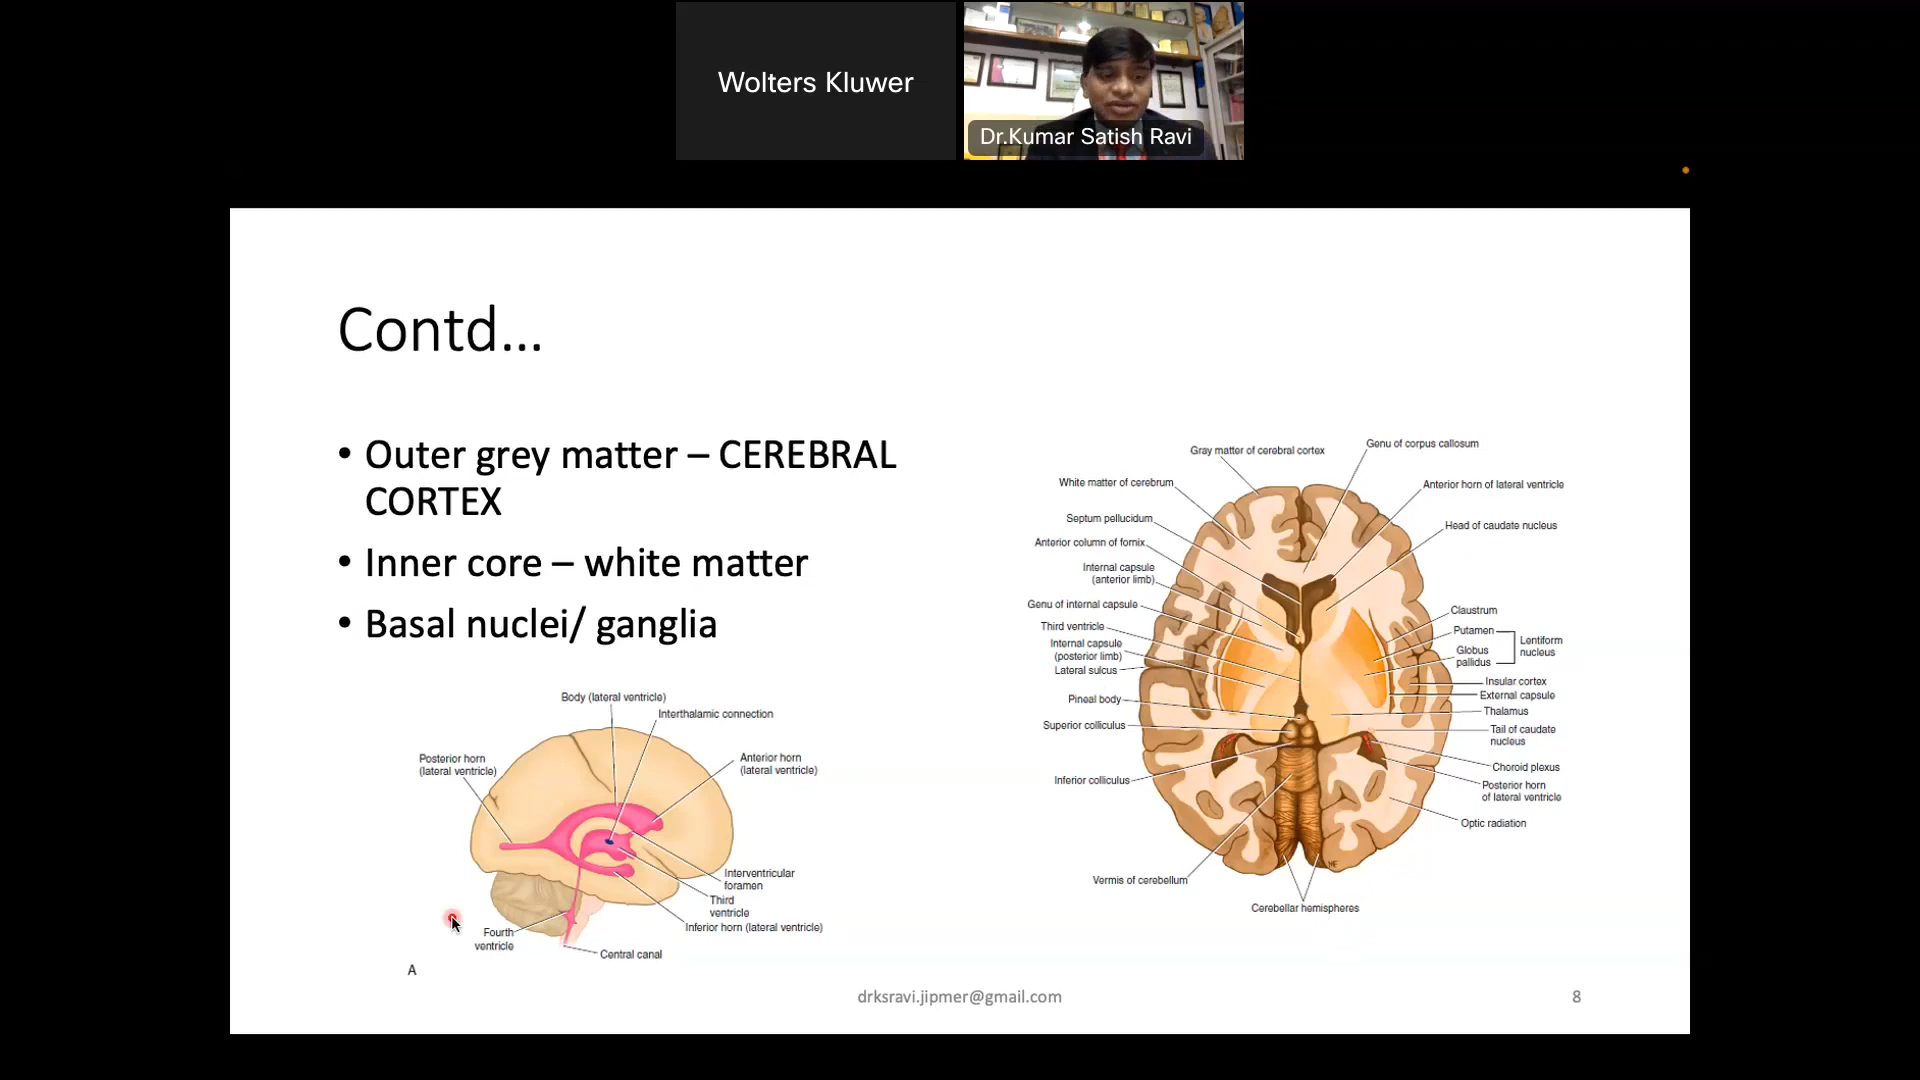 Wolters Kluwer
Dr.Kumar Satish Ravi
Contd...
• Outer grey matter – CEREBRAL
CORTEX
• Inner core – white matter
• Basal nuclei/ ganglia
Body (lateral ventricle)
Interthalamic connection
Posterior horn
(lateral ventricle)
Anterior horn
(lateral ventricle)
Interventricular
foramen
Third
ventricle
Inferior horn (lateral ventricle)
Fourth
ventricle
Central canal
A
Gray matter of cerebral cortex
Genu of corpus callosum
White matter of cerebrum
Anterior horn of lateral ventricle
Septum pellucidum
Head of caudate nucleus
Anterior column of fornix
Internal capsule
(anterior limb)
Genu of internal capsule
Third ventricle
Internal capsule
(posterior limb)
Lateral sulcus
Pineal body
Superior colliculus
Inferior colliculus
Vermis of cerebellum
Cerebellar hemispheres
Claustrum
Putamen
Globus
pallidus
Lentiform
nucleus
Insular cortex
External capsule
Thalamus
Tail of caudate
nucleus
Choroid plexus
Posterior horn
of lateral ventricle
Optic radiation
drksravi.jipmer@gmail.com
8